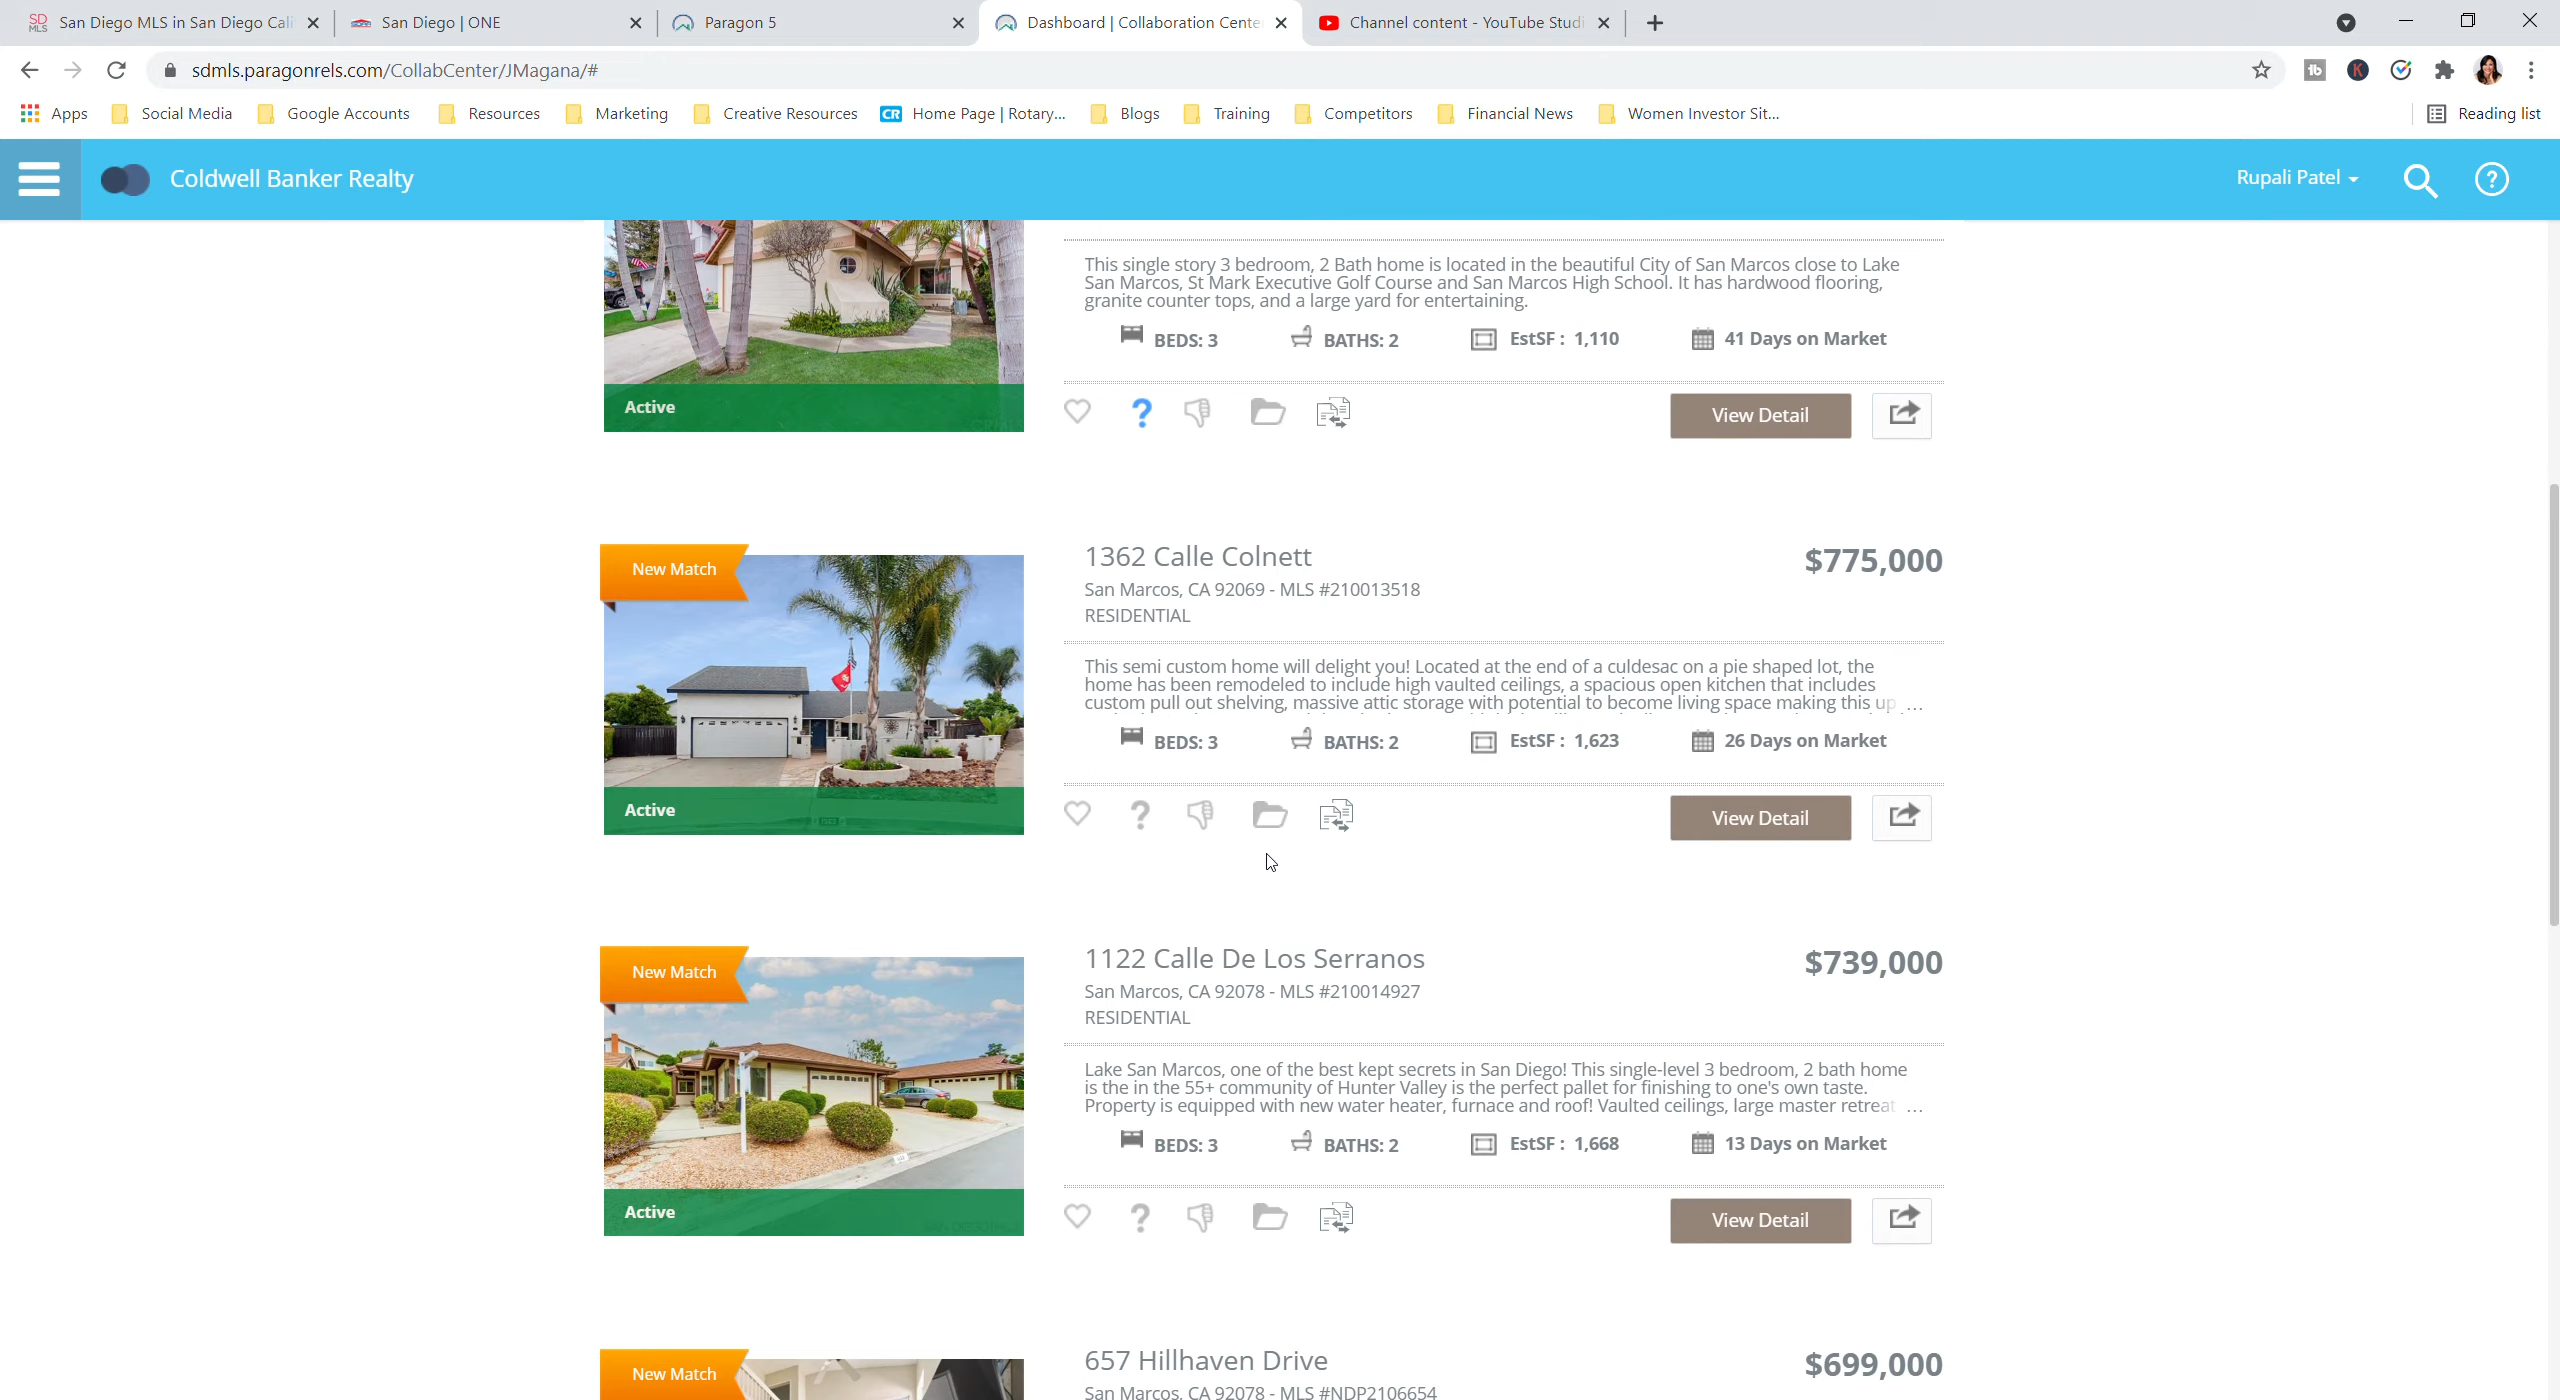 SD MLS San Diego MLS in San Diego Cali
San Diego | ONE
Paragon 5
Dashboard | Collaboration Cente
Channel content - YouTube Studi
sdmls.paragonrels.com/CollabCenter/JMagana/#
Apps
Social Media
Google Accounts
Resources
Marketing
Creative Resources
CR Home Page | Rotary...
Blogs
Training
Competitors
Financial News
Women Investor Sit...
Reading list
Coldwell Banker Realty
Rupali Patel
This single story 3 bedroom, 2 Bath home is located in the beautiful City of San Marcos close to Lake
San Marcos, St Mark Executive Golf Course and San Marcos High School. It has hardwood flooring,
granite counter tops, and a large yard for entertaining.
BEDS: 3
BATHS: 2
EstSF : 1,110
41 Days on Market
Active
View Detail
New Match
1362 Calle Colnett
$775,000
San Marcos, CA 92069 - MLS #210013518
RESIDENTIAL
This semi custom home will delight you! Located at the end of a culdesac on a pie shaped lot, the
home has been remodeled to include high vaulted ceilings, a spacious open kitchen that includes
custom pull out shelving, massive attic storage with potential to become living space making this up ...
BEDS: 3
BATHS: 2
EstSF : 1,623
26 Days on Market
Active
View Detail
New Match
1122 Calle De Los Serranos
$739,000
San Marcos, CA 92078 - MLS #210014927
RESIDENTIAL
Lake San Marcos, one of the best kept secrets in San Diego! This single-level 3 bedroom, 2 bath home
is the in the 55+ community of Hunter Valley is the perfect pallet for finishing to one's own taste.
Property is equipped with new water heater, furnace and roof! Vaulted ceilings, large master retreat ...
BEDS: 3
BATHS: 2
EstSF : 1,668
13 Days on Market
Active
View Detail
New Match
657 Hillhaven Drive
$699,000
San Marcos, CA 92078 - MLS #NDP2106654